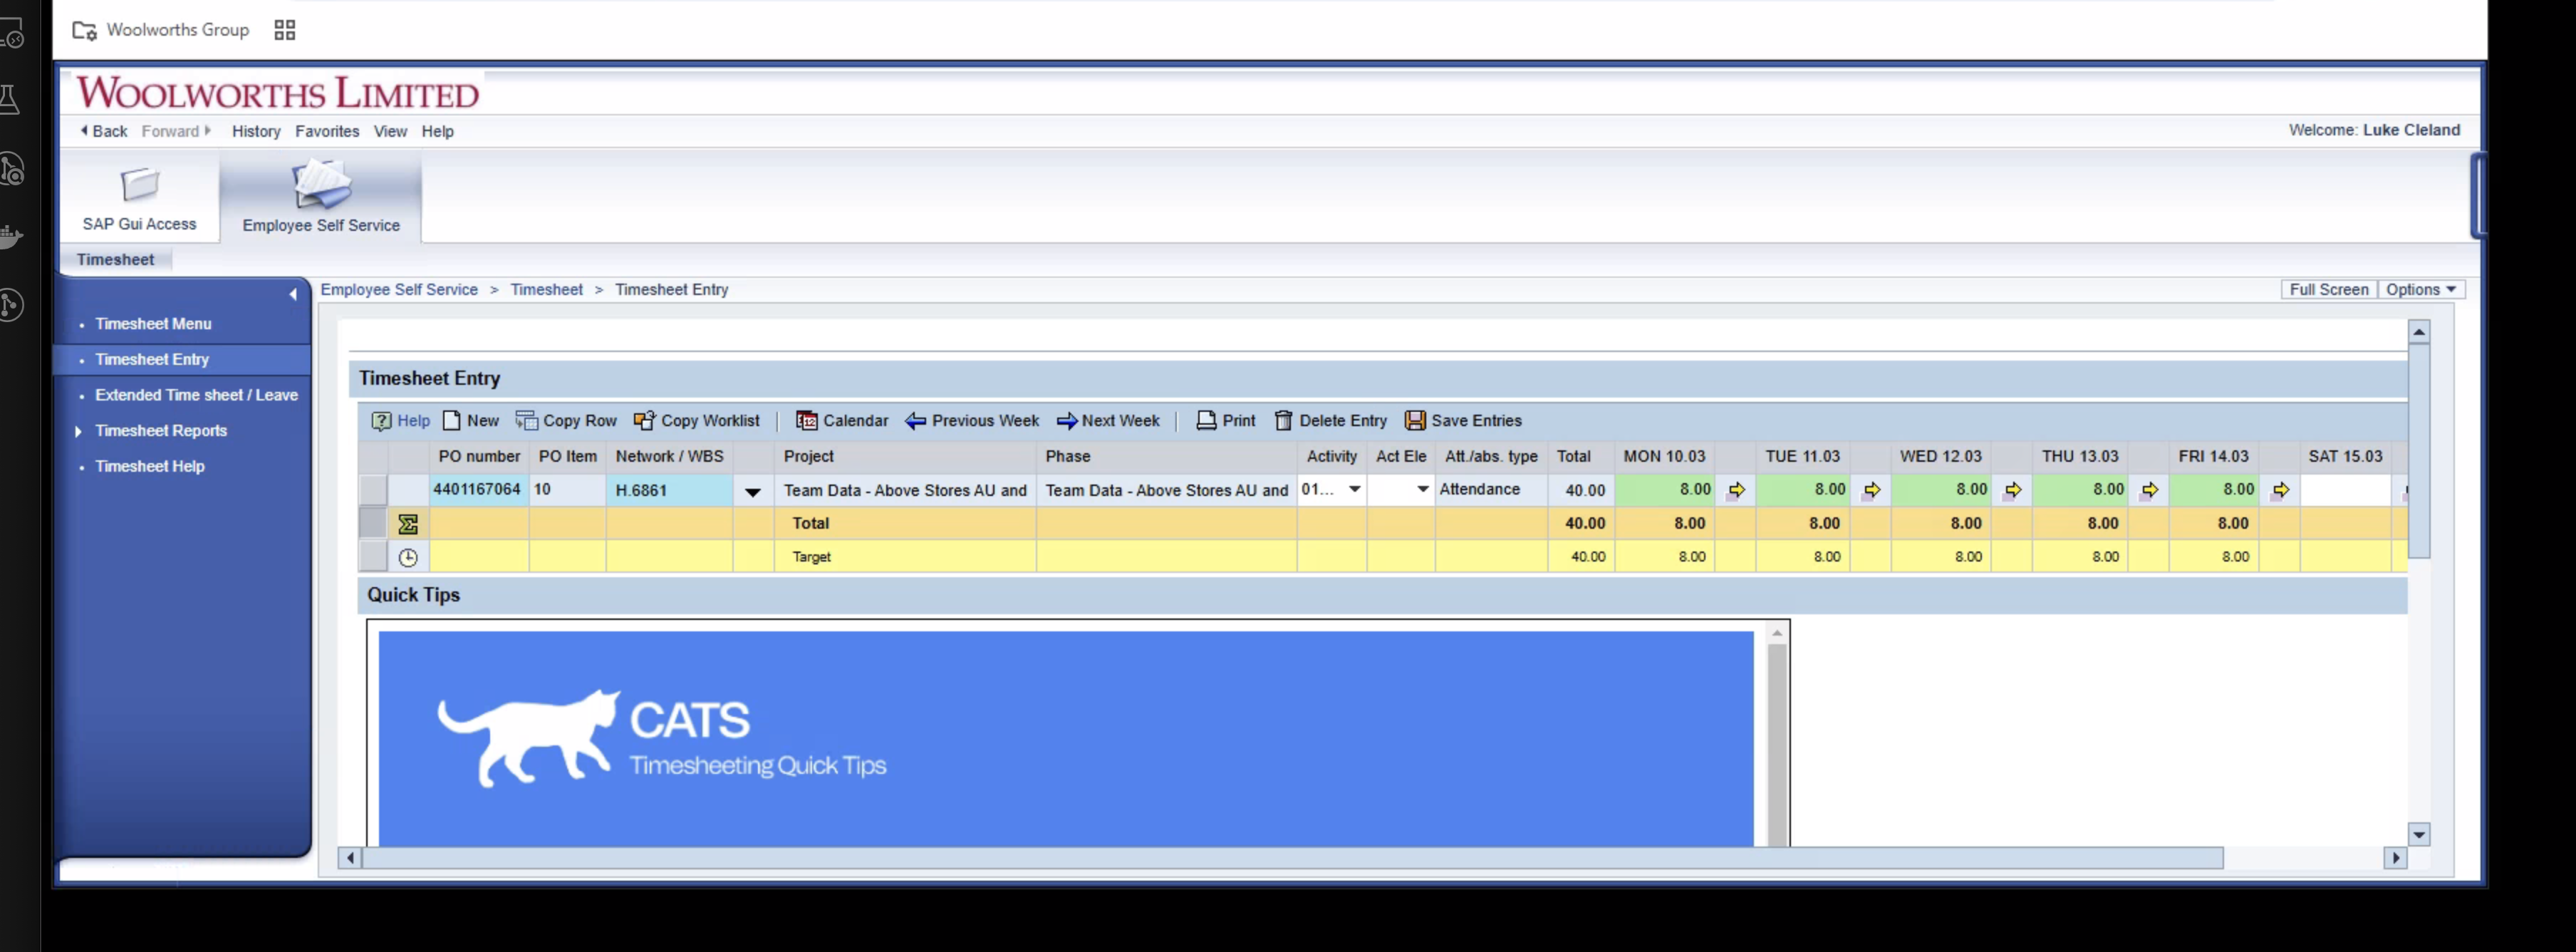 Woolworths Group
WOOLWORTHS LIMITED
Back Forward History Favorites View Help
Welcome: Luke Cleland
SAP Gui Access
Employee Self Service
Timesheet
Timesheet Menu
Timesheet Entry
Extended Time sheet / Leave
Timesheet Reports
Timesheet Help
Employee Self Service > Timesheet > Timesheet Entry
Full Screen Options
Timesheet Entry
Help New Copy Row Copy Worklist Calendar Previous Week Next Week Print Delete Entry Save Entries
PO number PO Item Network / WBS Project Phase Activity Act Ele Att./abs. type Total MON 10.03 TUE 11.03 WED 12.03 THU 13.03 FRI 14.03 SAT 15.03
4401167064 10 H.6861 Team Data - Above Stores AU and Team Data - Above Stores AU and 01... Attendance 40.00 8.00 8.00 8.00 8.00 8.00
Total 40.00 8.00 8.00 8.00 8.00 8.00
Target 40.00 8.00 8.00 8.00 8.00 8.00
Quick Tips
CATS
Timesheeting Quick Tips